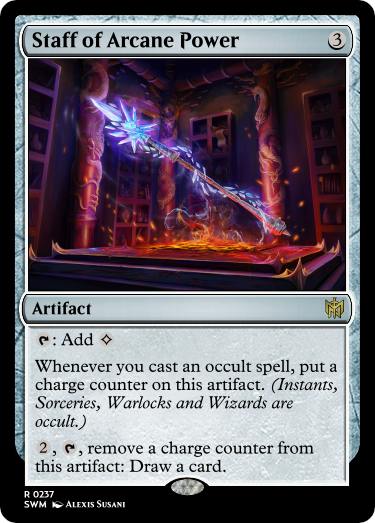 Staff of Arcane Power 3
Artifact
: Add
Whenever you cast an occult spell, put a
charge counter on this artifact. (Instants,
Sorceries, Warlocks and Wizards are
occult.)
2 , , remove a charge counter from
this artifact: Draw a card.
R 0237
SWM Alexis Susani